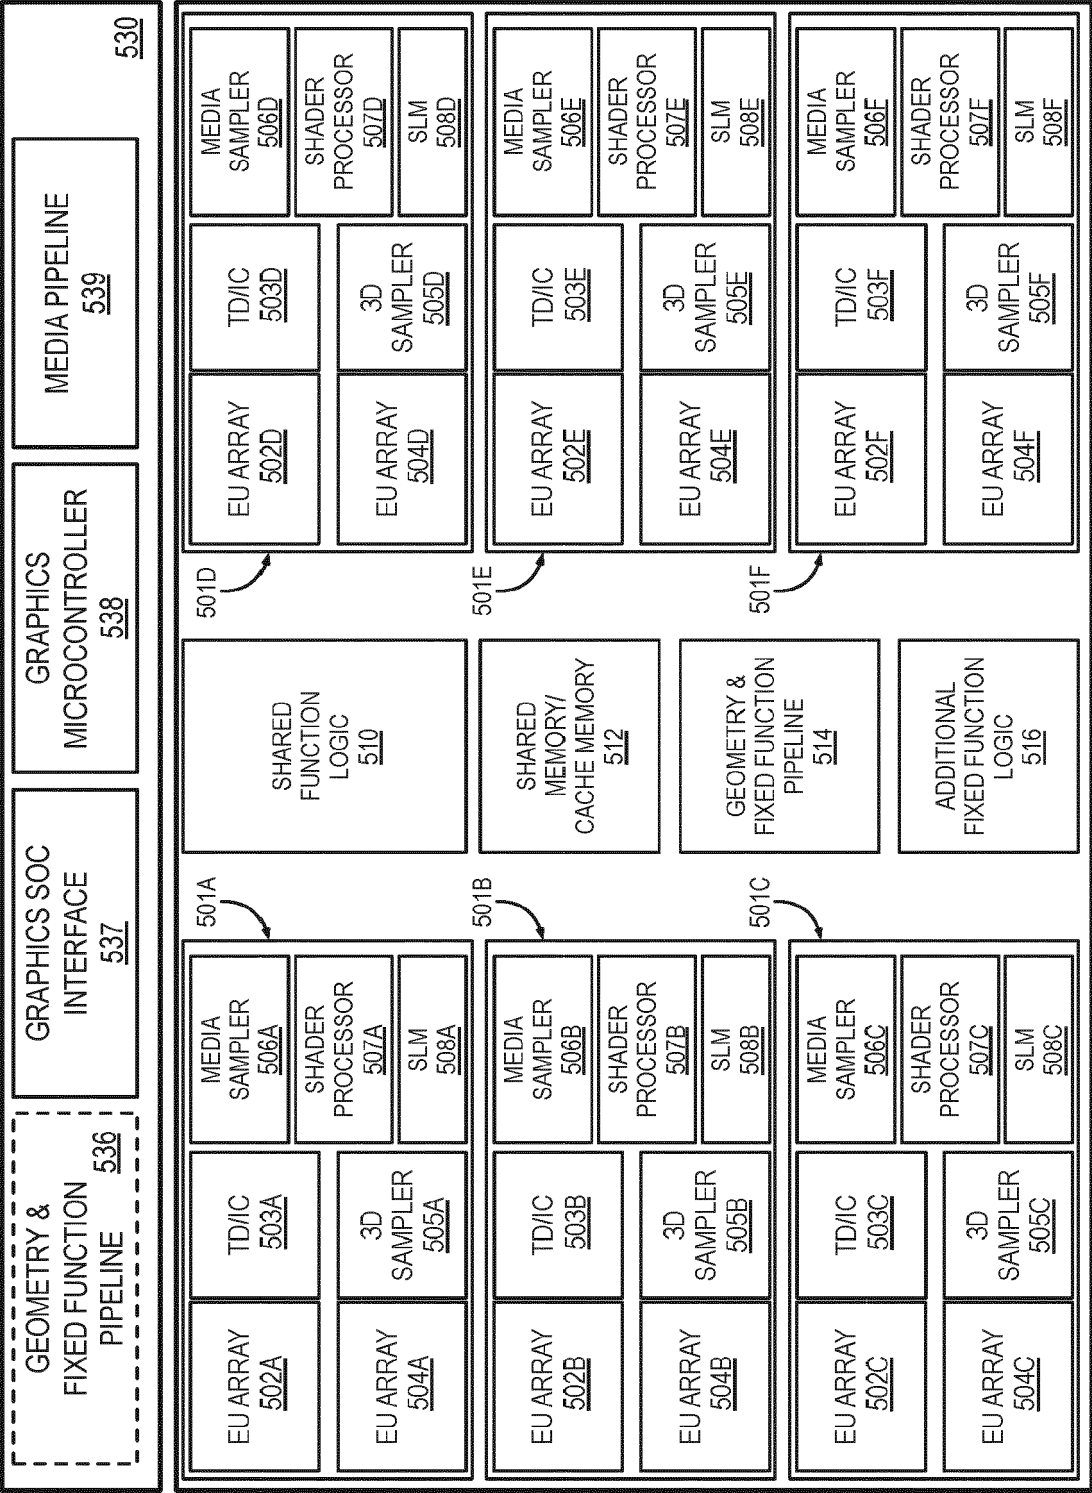 530
GEOMETRY &
FIXED FUNCTION
PIPELINE
536
GRAPHICS SOC
INTERFACE
537
GRAPHICS
MICROCONTROLLER
538
MEDIA PIPELINE
539
501A
EU ARRAY
502A
TD/IC
503A
MEDIA
SAMPLER
506A
SHADER
PROCESSOR
507A
EU ARRAY
504A
3D
SAMPLER
505A
SLM
508A
SHARED
FUNCTION
LOGIC
510
501D
EU ARRAY
502D
TD/IC
503D
MEDIA
SAMPLER
506D
SHADER
PROCESSOR
507D
EU ARRAY
504D
3D
SAMPLER
505D
SLM
508D
501B
EU ARRAY
502B
TD/IC
503B
MEDIA
SAMPLER
506B
SHADER
PROCESSOR
507B
EU ARRAY
504B
3D
SAMPLER
505B
SLM
508B
SHARED
MEMORY/
CACHE MEMORY
512
501E
EU ARRAY
502E
TD/IC
503E
MEDIA
SAMPLER
506E
SHADER
PROCESSOR
507E
EU ARRAY
504E
3D
SAMPLER
505E
SLM
508E
GEOMETRY &
FIXED FUNCTION
PIPELINE
514
501C
EU ARRAY
502C
TD/IC
503C
MEDIA
SAMPLER
506C
SHADER
PROCESSOR
507C
EU ARRAY
504C
3D
SAMPLER
505C
SLM
508C
ADDITIONAL
FIXED FUNCTION
LOGIC
516
501F
EU ARRAY
502F
TD/IC
503F
MEDIA
SAMPLER
506F
SHADER
PROCESSOR
507F
EU ARRAY
504F
3D
SAMPLER
505F
SLM
508F